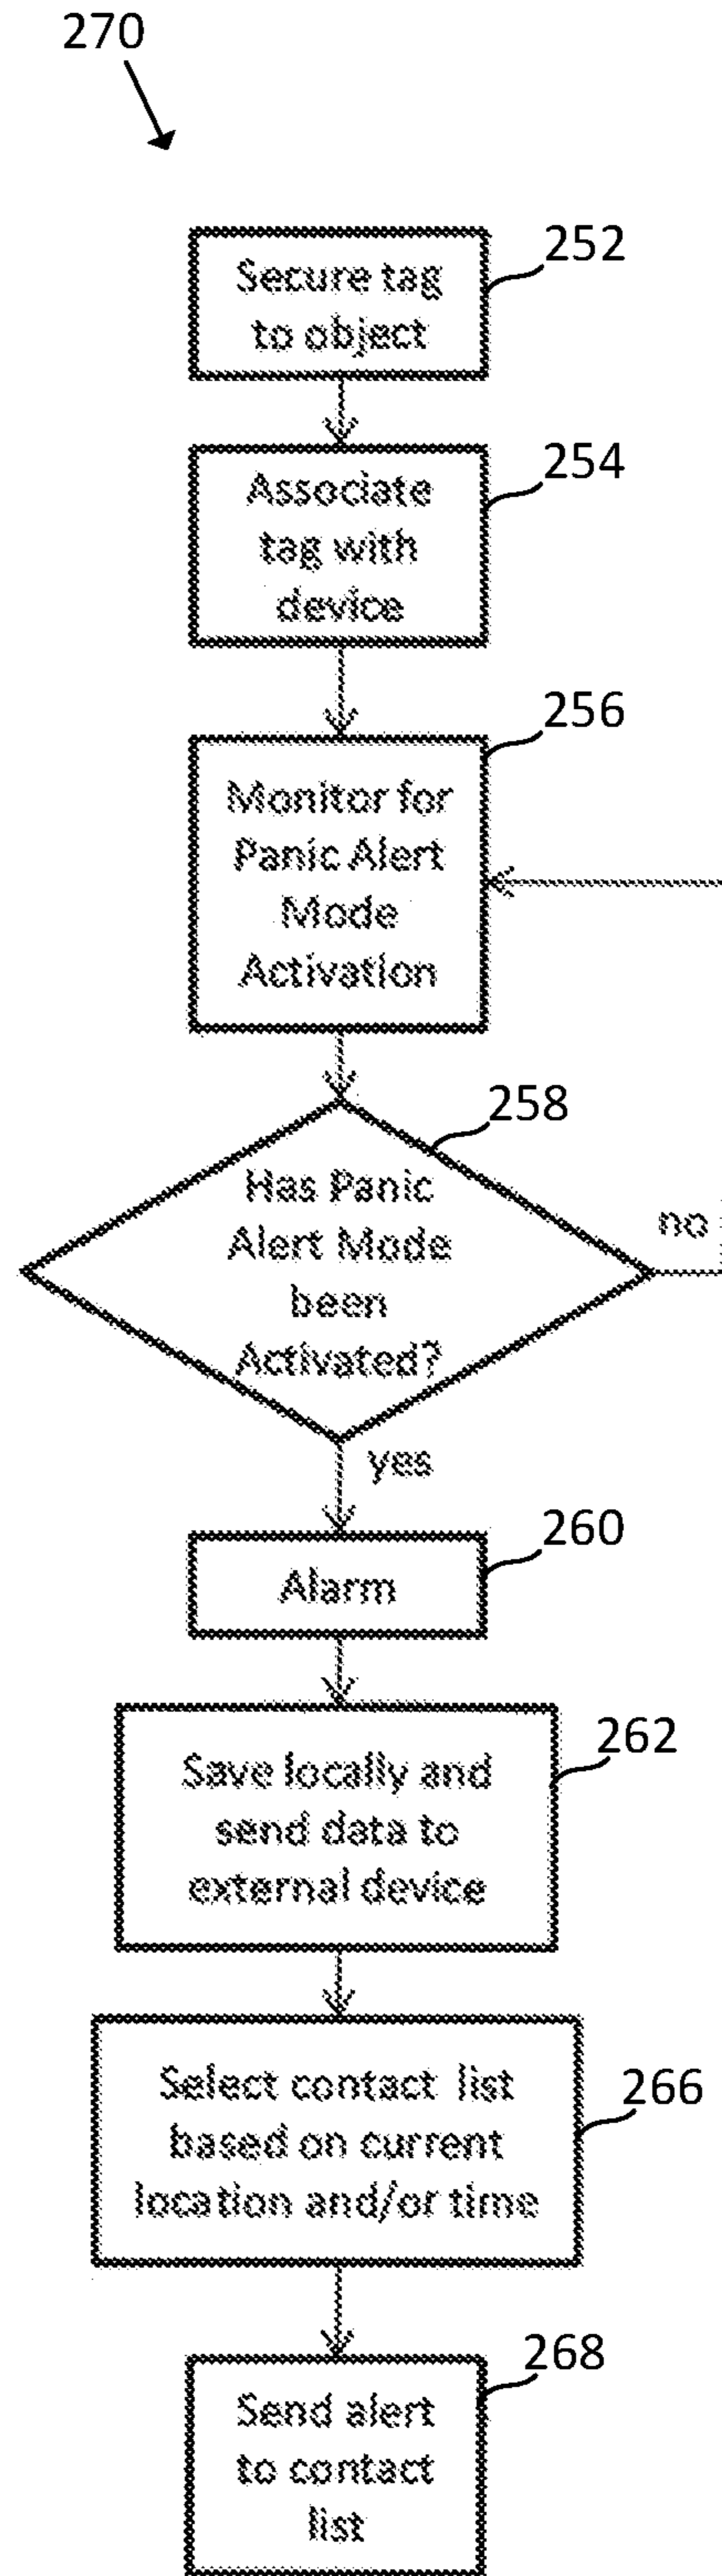 270
252
Secure tag
to object
254
Associate
tag with
device
256
Monitor for
Panic Alert
Mode
Activation
258
Has Panic
Alert Mode
been
Activated?
no
yes
260
Alarm
262
Save locally and
send data to
external device
266
Select contact list
based on current
location and/or time
268
Send alert
to contact
list